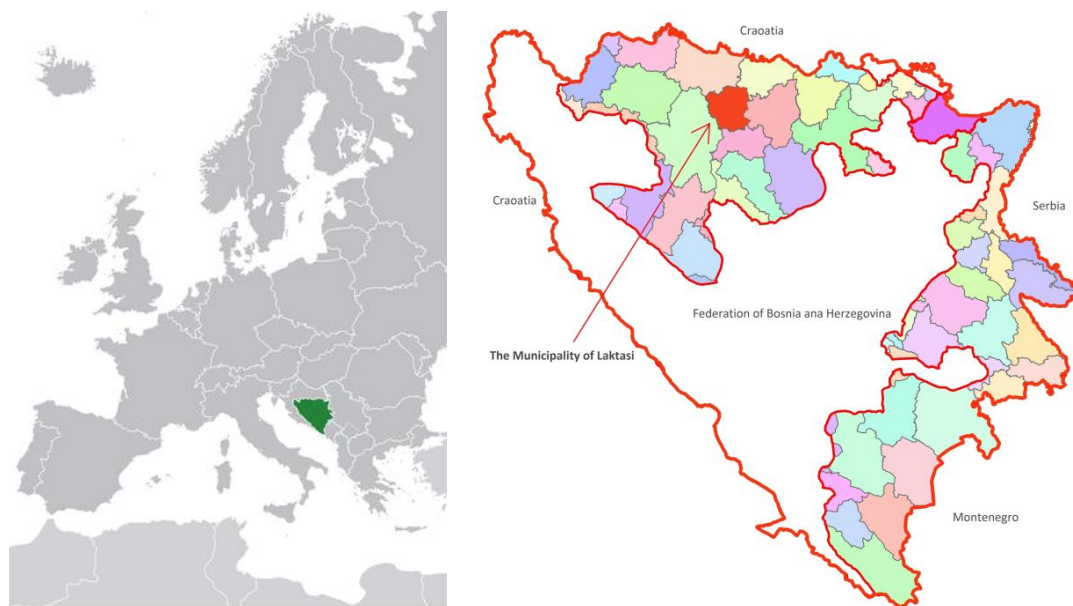 Craoatia
Craoatia
Serbia
Federation of Bosnia ana Herzegovina
The Municipality of Laktasi
Montenegro